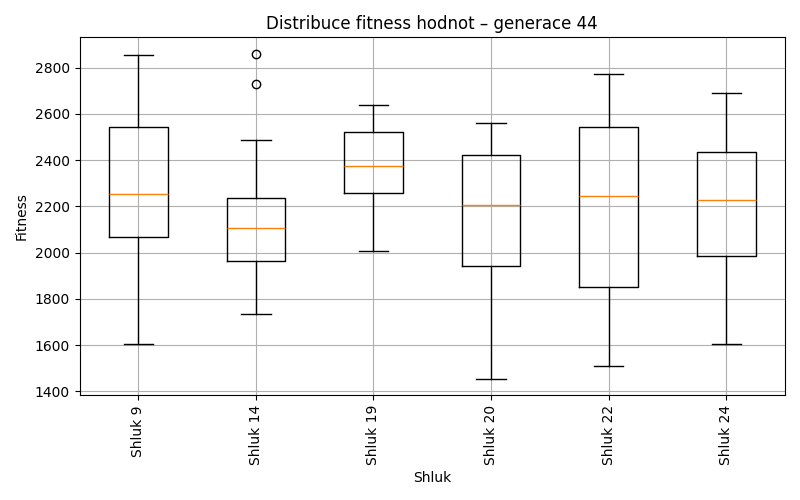 Distribuce fitness hodnot – generace 44
2800
2600
2400
2200
2000
1800
1600
1400
Fitness
Shluk 9
Shluk 14
Shluk 19
Shluk 20
Shluk 22
Shluk 24
Shluk